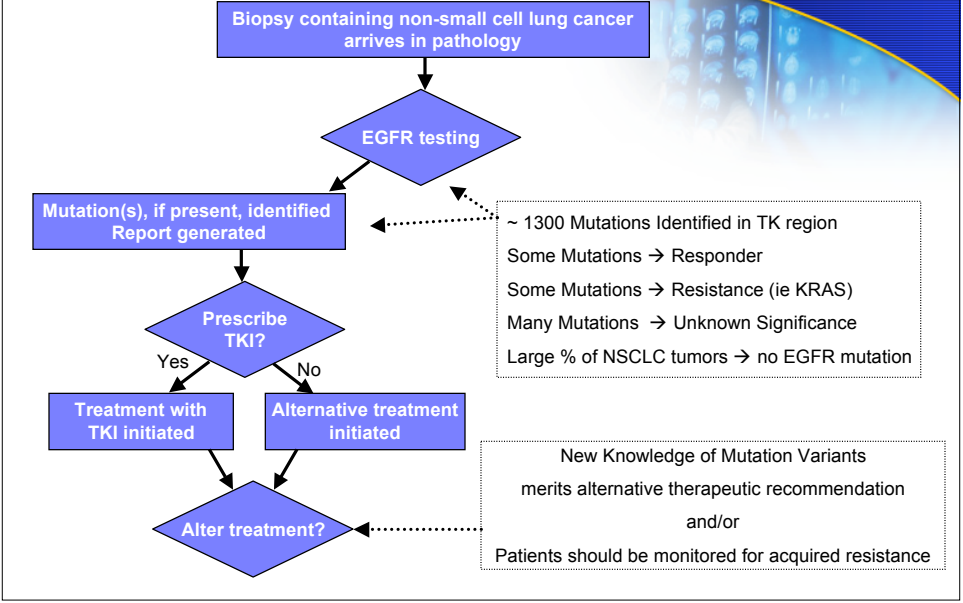 Biopsy containing non-small cell lung cancer
arrives in pathology
EGFR testing
Mutation(s), if present, identified
Report generated
~ 1300 Mutations Identified in TK region
Some Mutations → Responder
Some Mutations → Resistance (ie KRAS)
Many Mutations → Unknown Significance
Large % of NSCLC tumors → no EGFR mutation
Prescribe
TKI?
Yes
No
Treatment with
TKI initiated
Alternative treatment
initiated
New Knowledge of Mutation Variants
merits alternative therapeutic recommendation
and/or
Patients should be monitored for acquired resistance
Alter treatment?